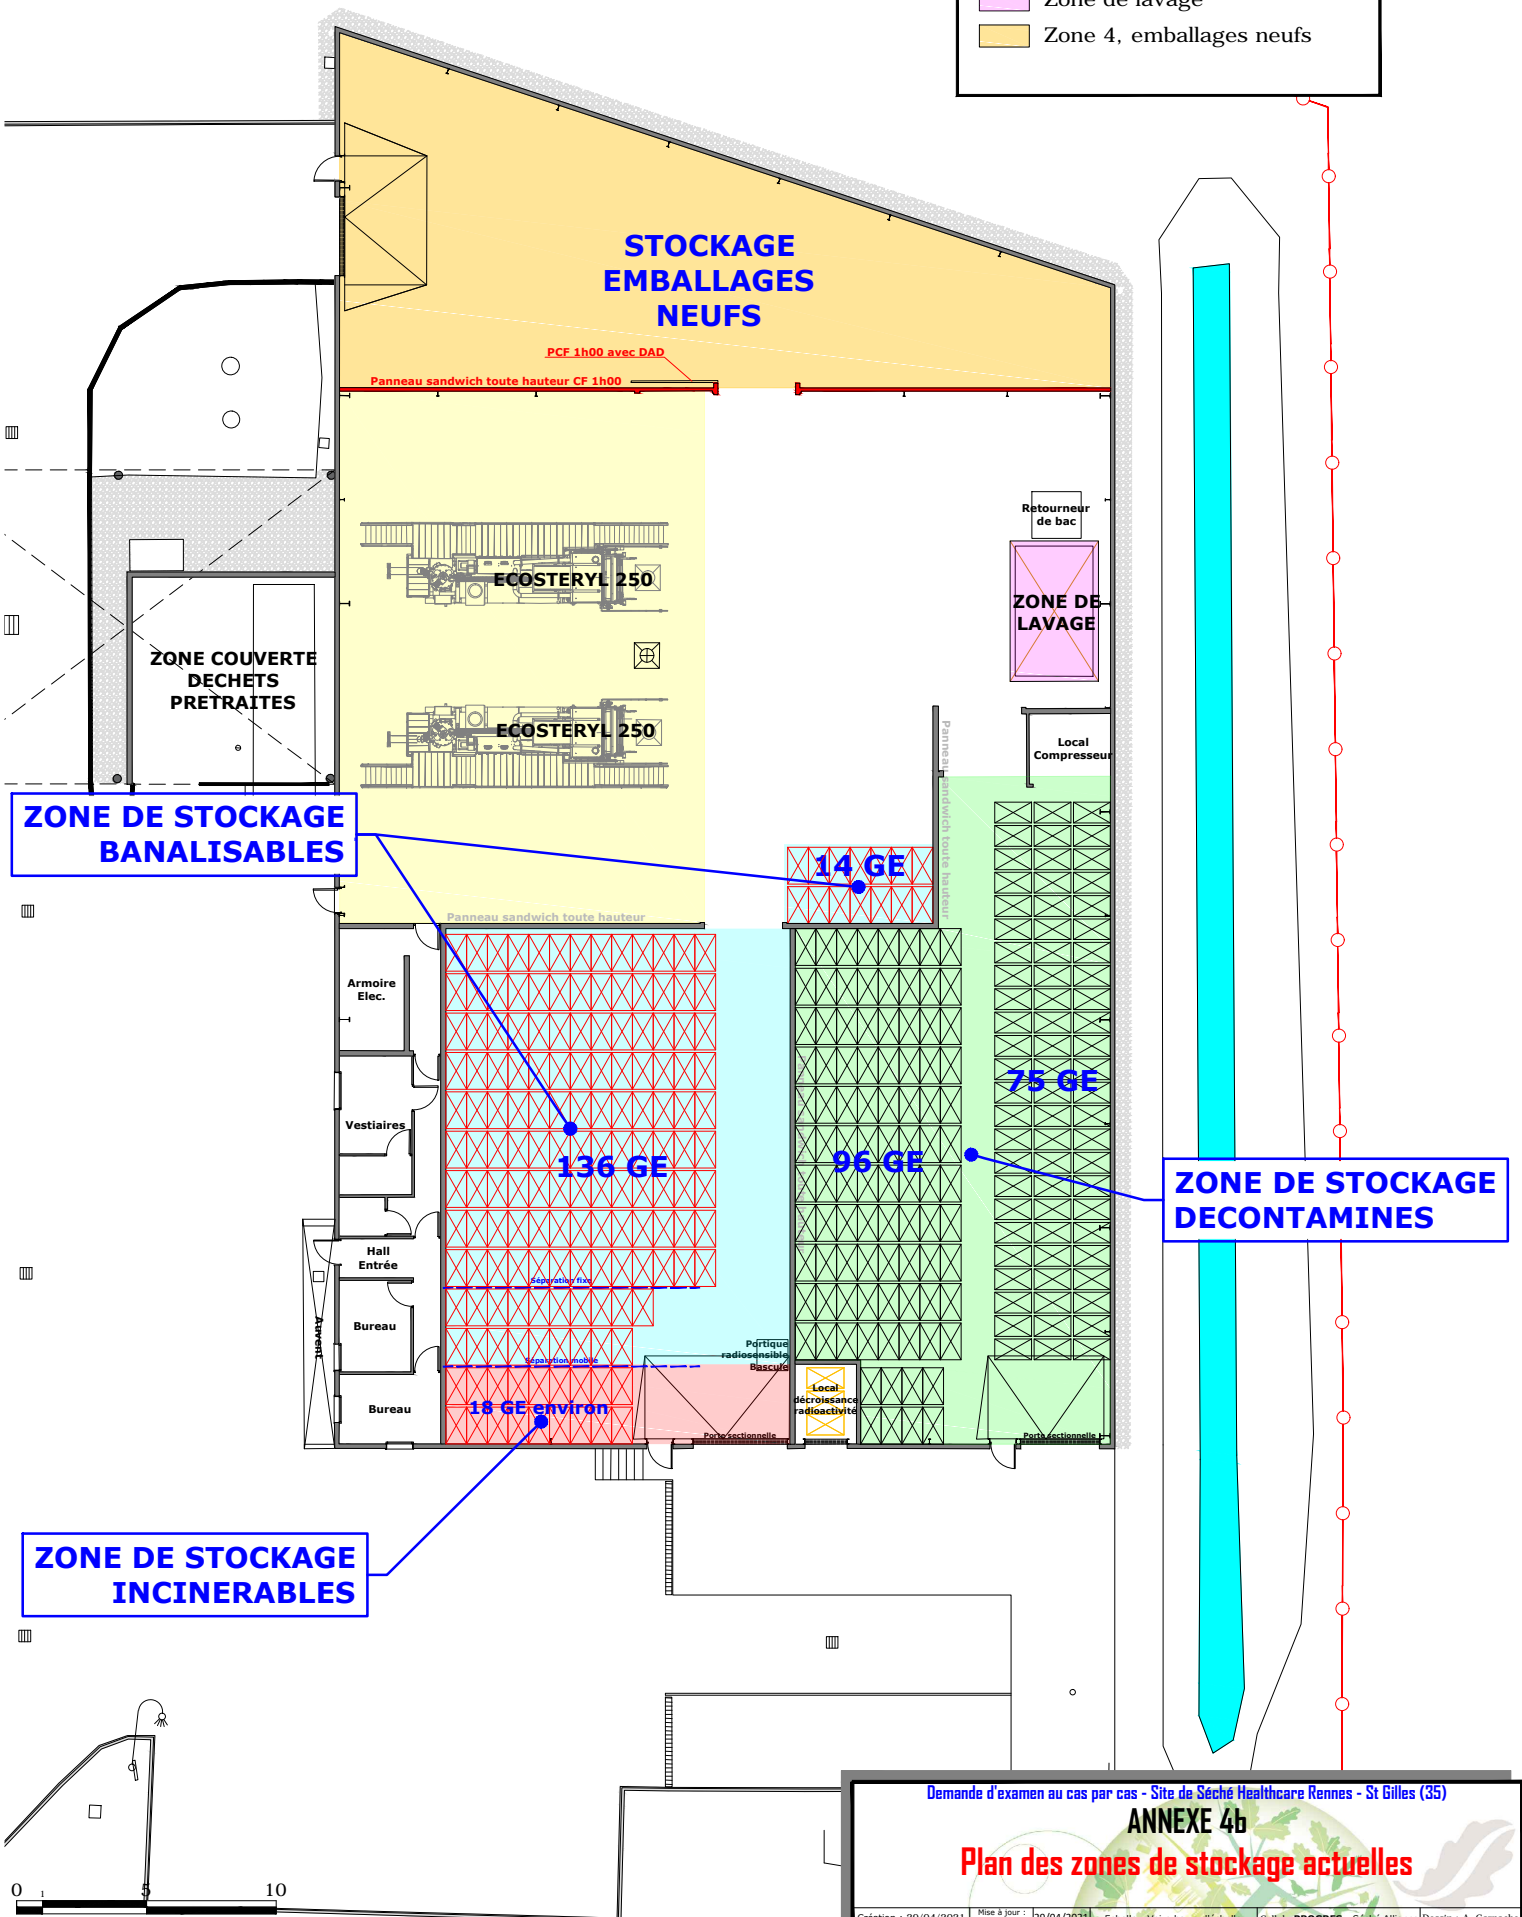 Zone de lavage
Zone 4, emballages neufs
STOCKAGE
EMBALLAGES
NEUFS
PCF 1h00 avec DAD
Panneau sandwich toute hauteur CF 1h00
Retourneur
de bac
ECOSTERYL 250
ZONE DE
LAVAGE
ZONE COUVERTE
DECHETS
PRETRAITES
ECOSTERYL 250
Local
Compresseur
Panneau sandwich toute hauteur
ZONE DE STOCKAGE
BANALISABLES
14 GE
Panneau sandwich toute hauteur
Armoire
Elec.
75 GE
Vestiaires
136 GE
96 GE
ZONE DE STOCKAGE
DECONTAMINES
Hall
Entrée
Séparation fixe
Auvent
Bureau
Portique
radiosensible
Bascule
Séparation mobile
Local
décroissance
radioactivité
Bureau
18 GE environ
Porte sectionnelle
Porte sectionnelle
ZONE DE STOCKAGE
INCINERABLES
Demande d'examen au cas par cas - Site de Séché Healthcare Rennes - St Gilles (35)
ANNEXE 4b
Plan des zones de stockage actuelles
0 1 5 10
Mise à jour :